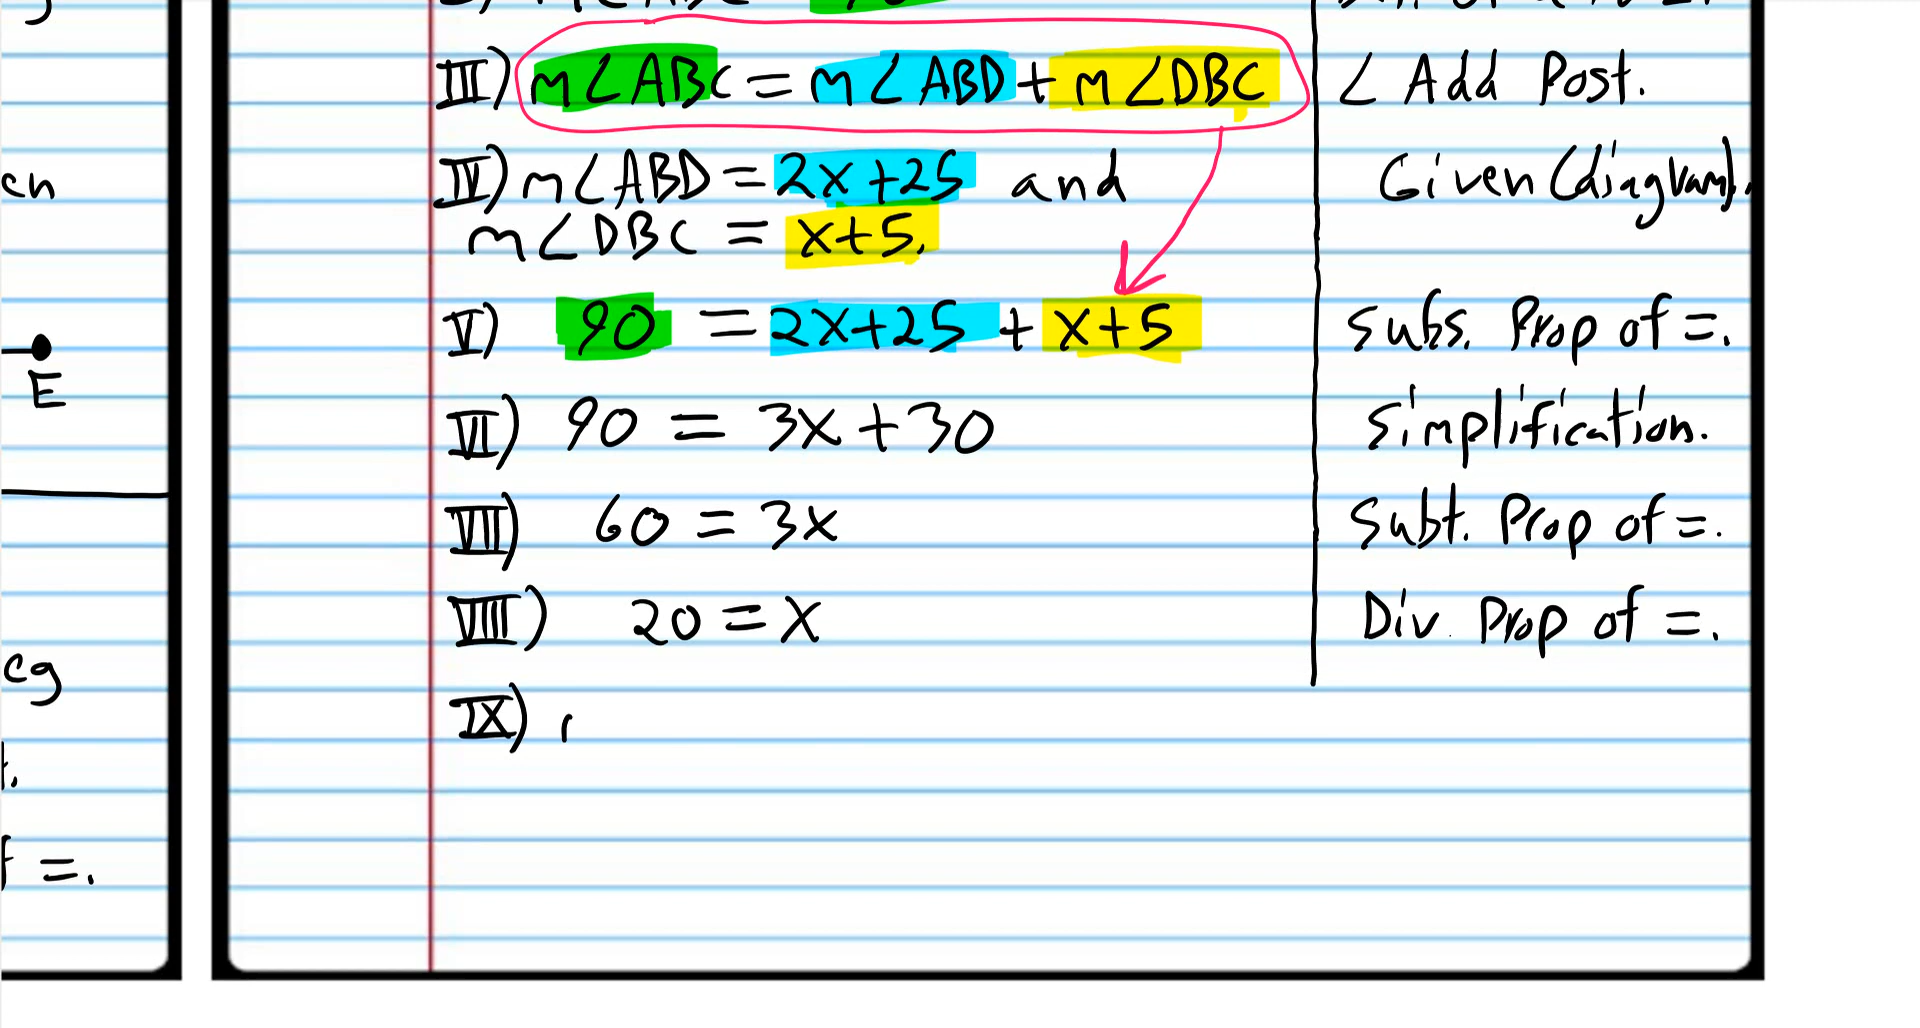 III) m∠ABC = m∠ABD + m∠DBC ∠ Add Post.
IV) m∠ABD = 2x+25 and Given (diagram).
m∠DBC = x+5.
V) 90 = 2x+25 + x+5 Subs. Prop of =.
VI) 90 = 3x+30 Simplification.
VII) 60 = 3x Subt. Prop of =.
VIII) 20 = x Div. Prop of =.
IX)
E
=.